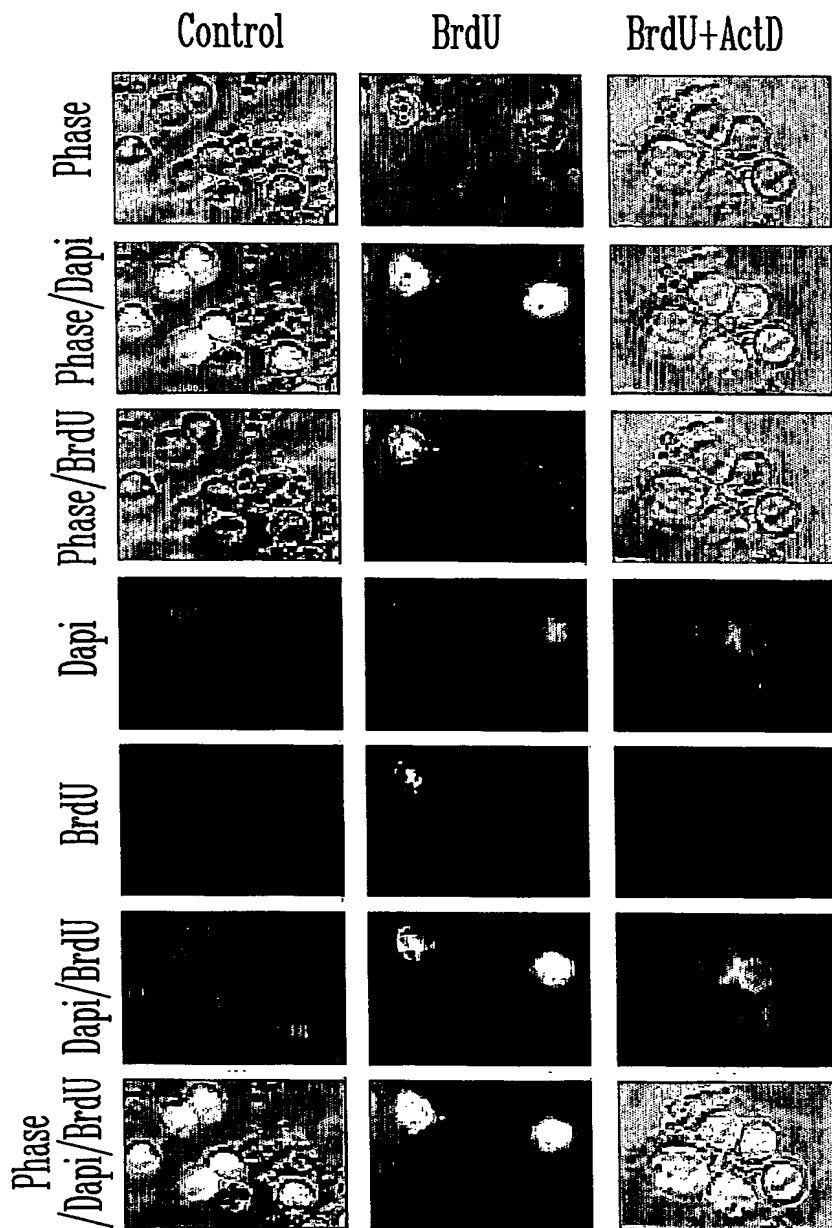 Control BrdU BrdU+ActD
Phase
Phase/Dapi
Phase/BrdU
Dapi
BrdU
Dapi/BrdU
Phase
/Dapi/BrdU